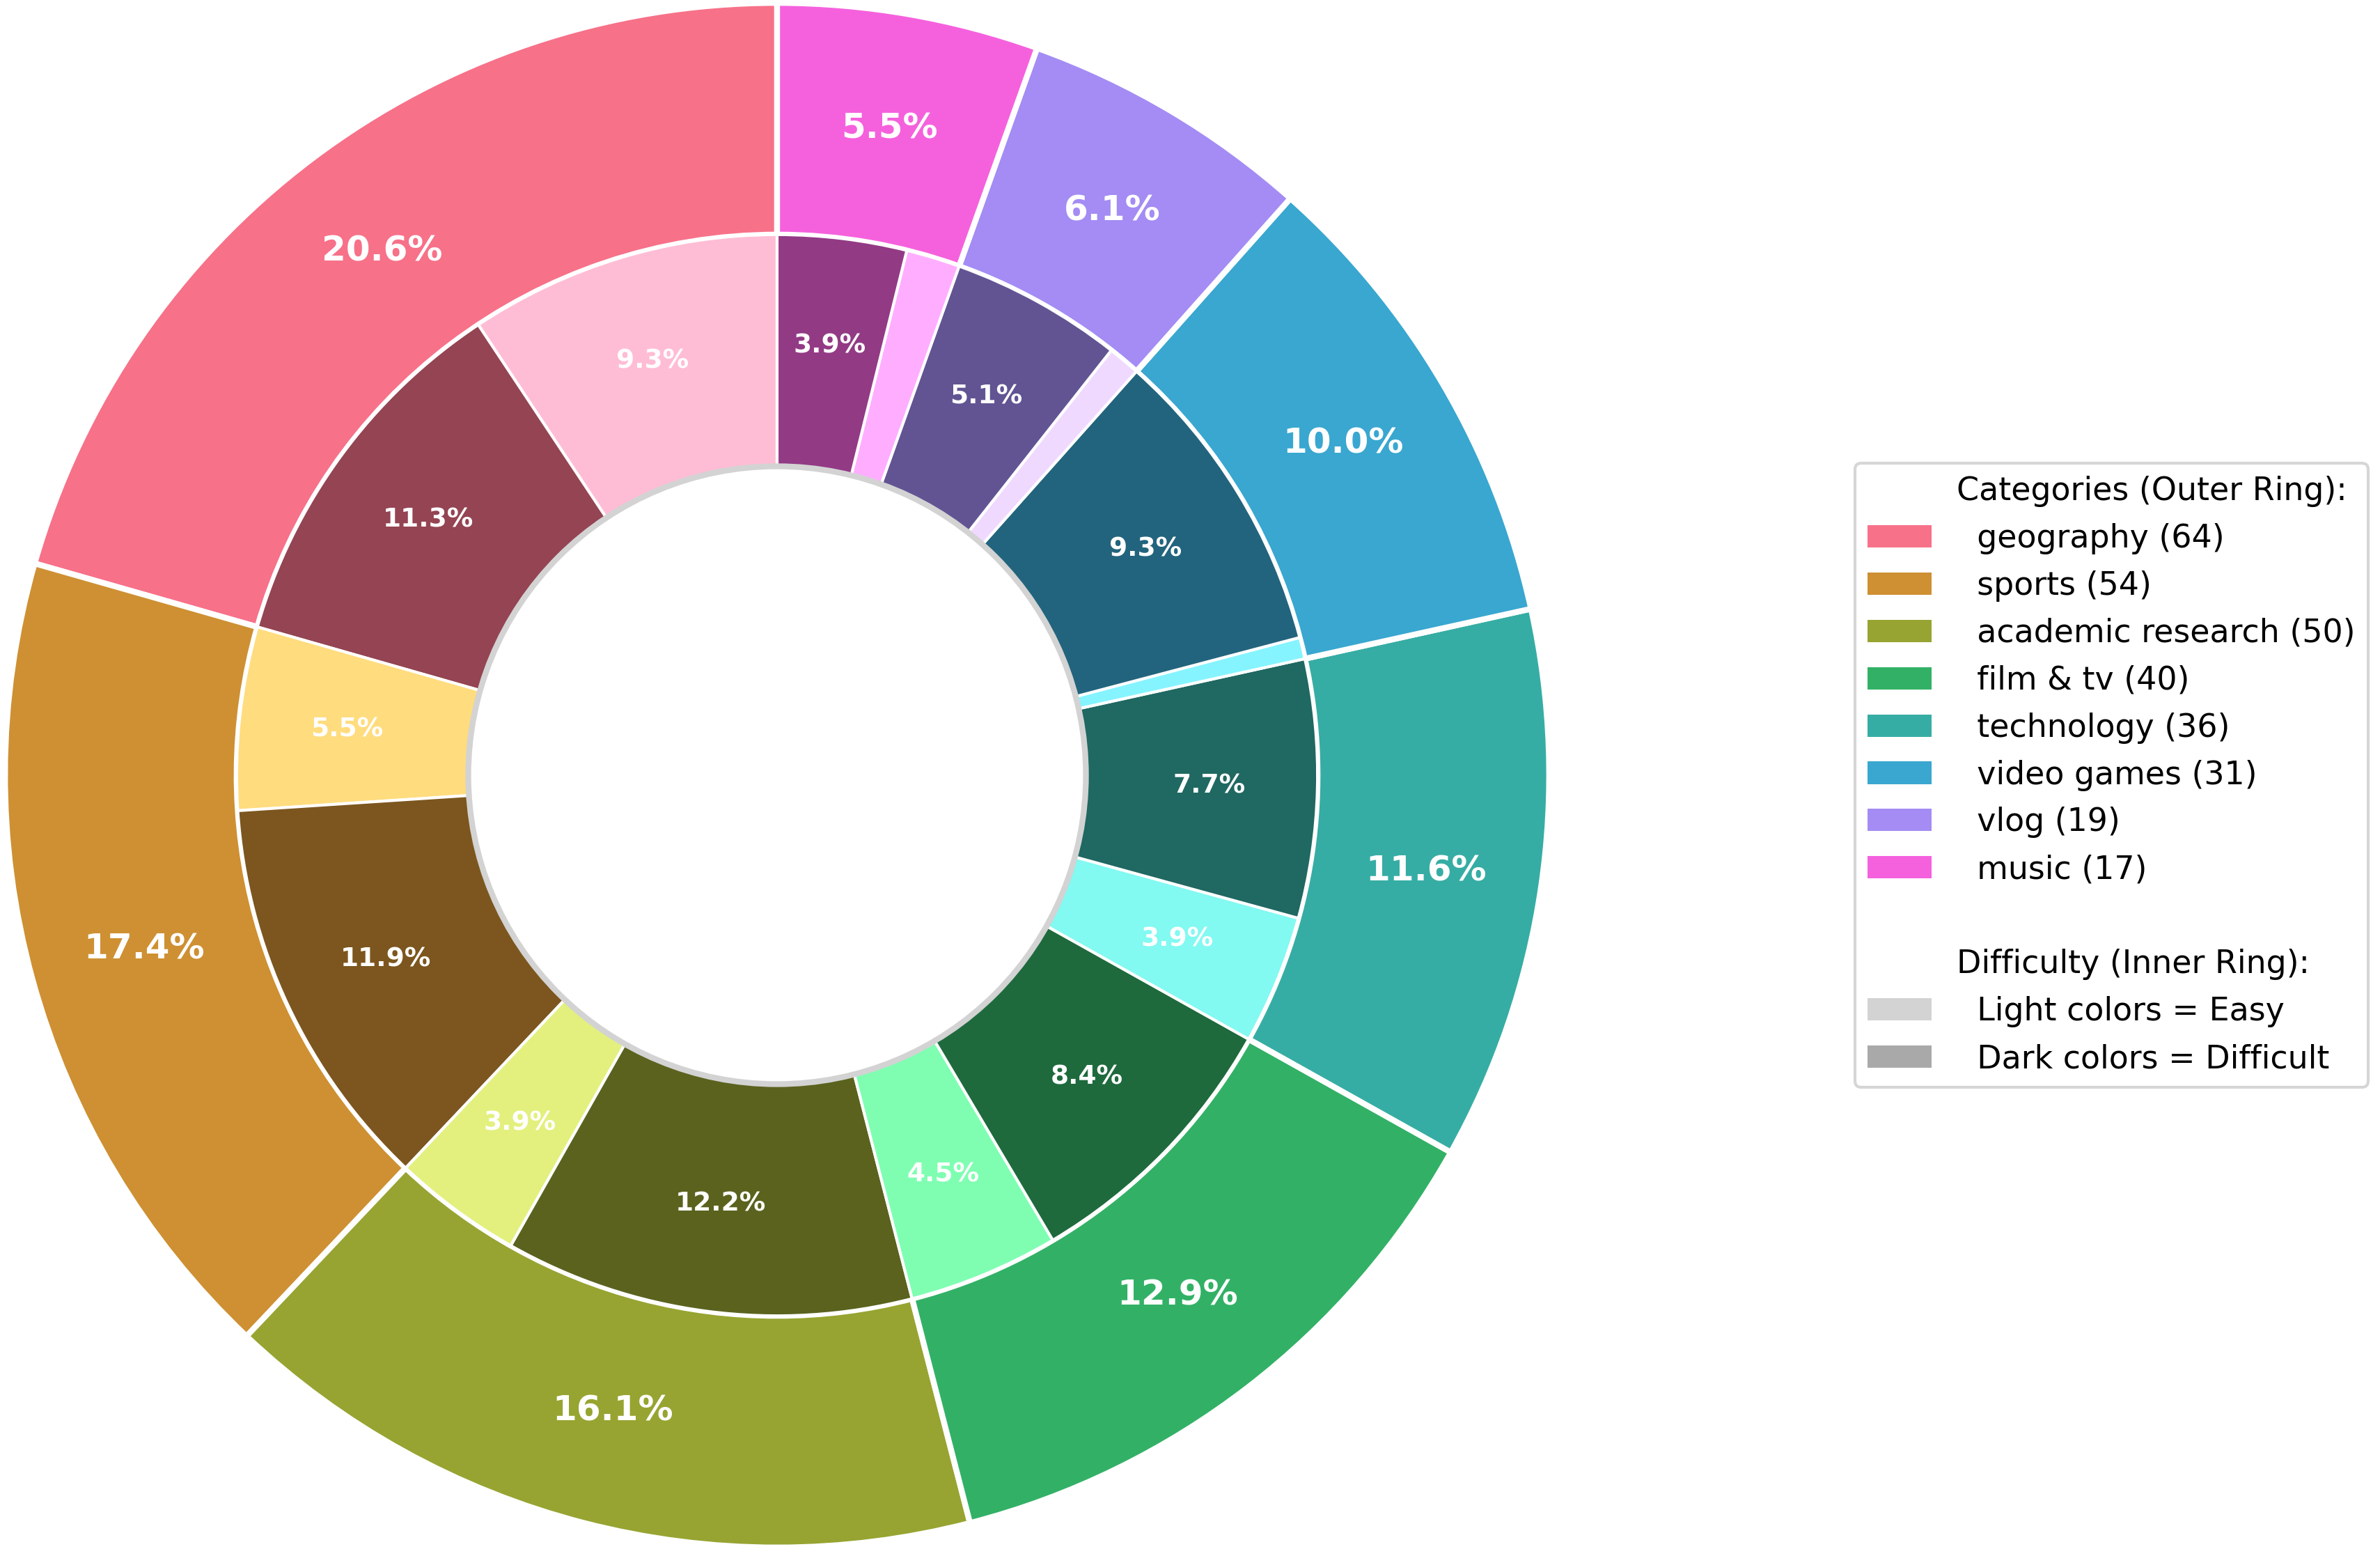 5.5%
6.1%
20.6%
3.9%
9.3%
5.1%
10.0%
11.3%
9.3%
5.5%
7.7%
11.6%
3.9%
17.4%
11.9%
8.4%
3.9%
4.5%
12.2%
12.9%
16.1%
Categories (Outer Ring):
geography (64)
sports (54)
academic research (50)
film & tv (40)
technology (36)
video games (31)
vlog (19)
music (17)
Difficulty (Inner Ring):
Light colors = Easy
Dark colors = Difficult